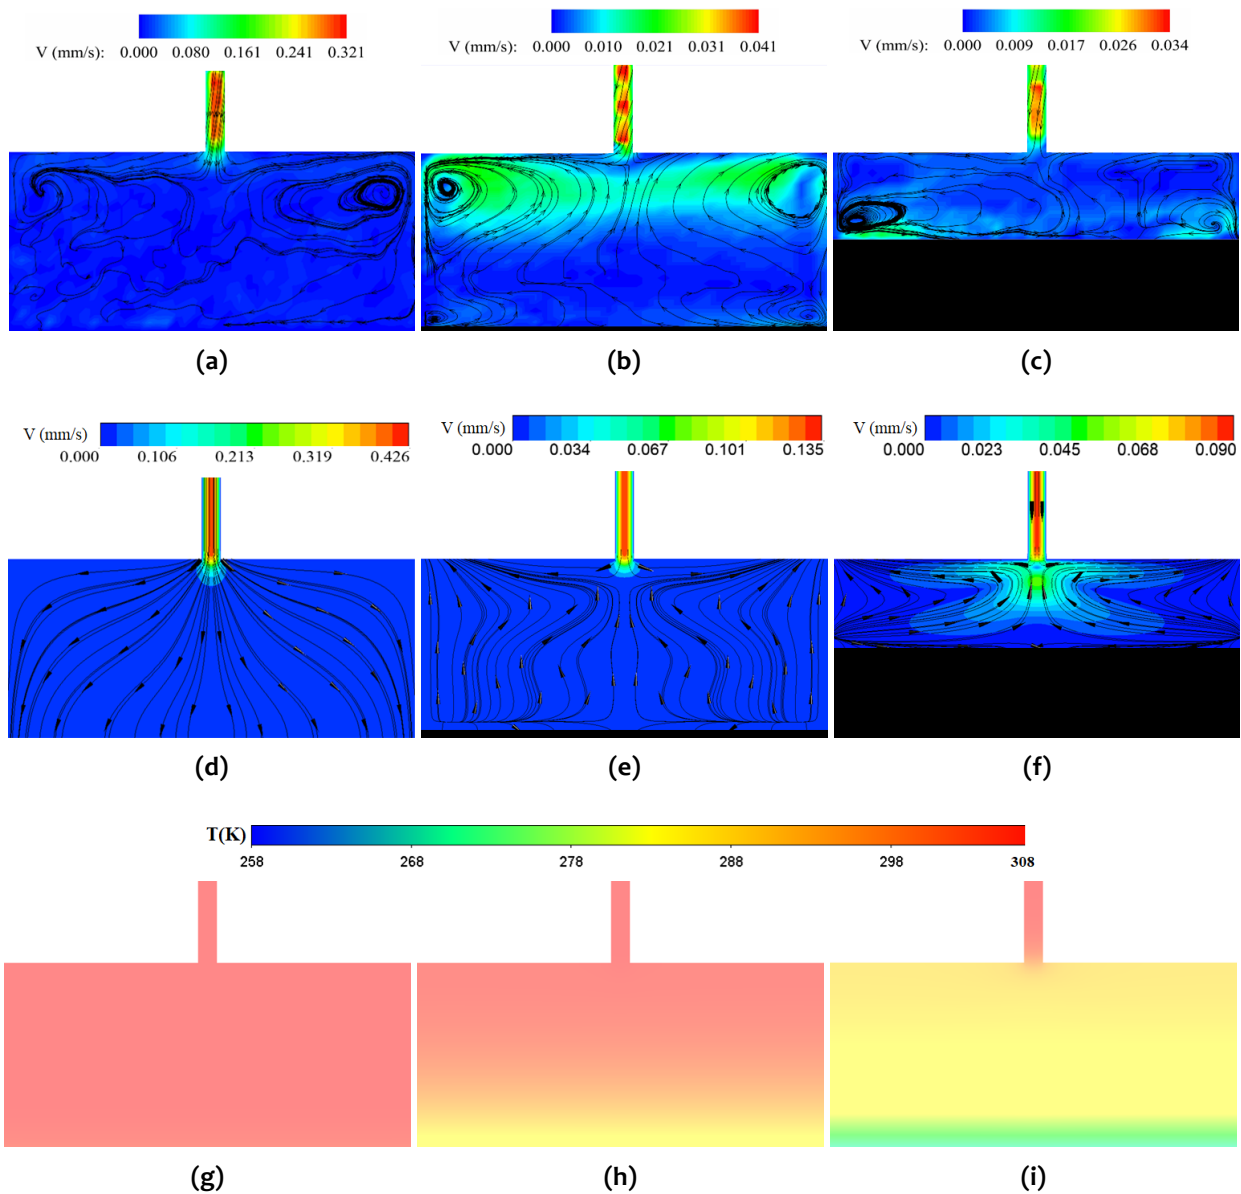 V (mm/s): 0.000 0.080 0.161 0.241 0.321
V (mm/s): 0.000 0.010 0.021 0.031 0.041
V (mm/s): 0.000 0.009 0.017 0.026 0.034
(a) (b) (c)
V (mm/s) 0.000 0.106 0.213 0.319 0.426
V (mm/s) 0.000 0.034 0.067 0.101 0.135
V (mm/s) 0.000 0.023 0.045 0.068 0.090
(d) (e) (f)
T(K)
258 268 278 288 298 308
(g) (h) (i)